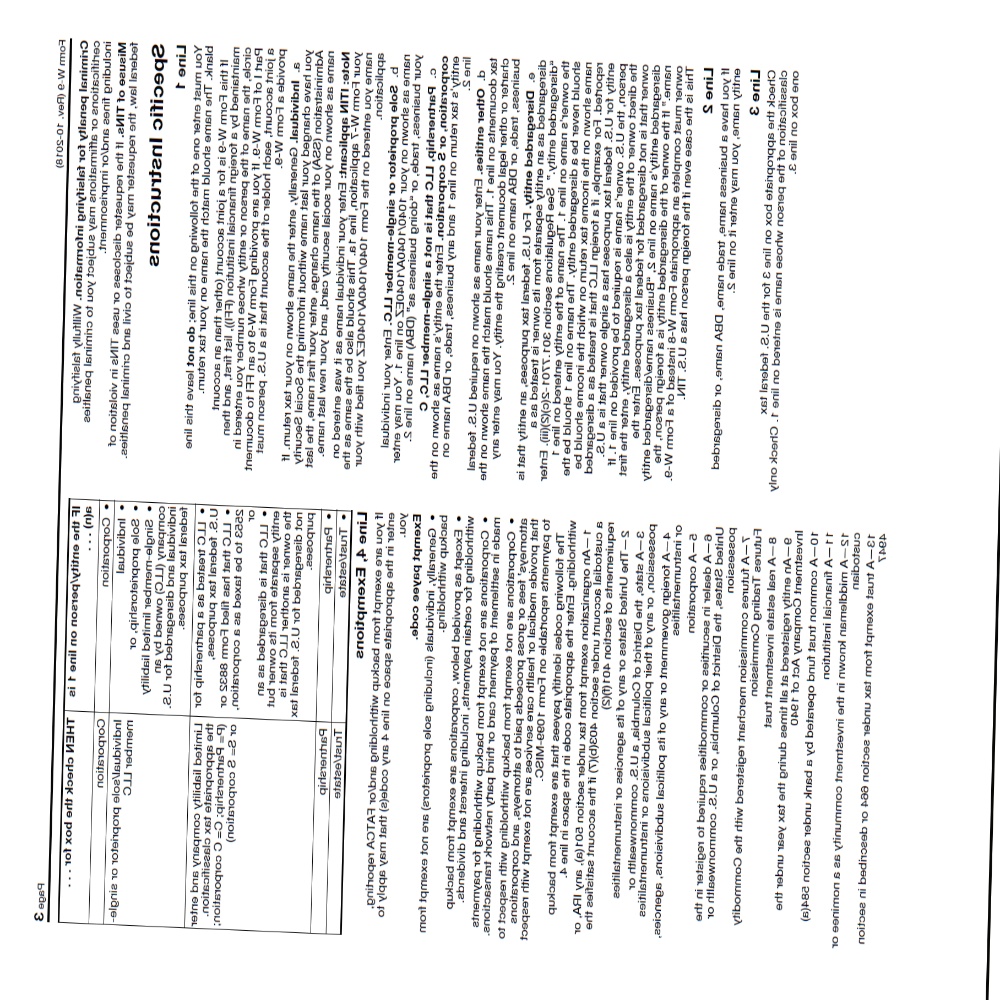 Form W-9 (Rev. 10-2018)
Page 3
Criminal penalty for falsifying information. Willfully falsifying
certifications or affirmations may subject you to criminal penalties
including fines and/or imprisonment.
Misuse of TINs. If the requester discloses or uses TINs in violation of
federal law, the requester may be subject to civil and criminal penalties.
Specific Instructions
Line 1
You must enter one of the following on this line; do not leave this line
blank. The name should match the name on your tax return.
If this Form W-9 is for a joint account (other than an account
maintained by a foreign financial institution (FFI)), list first, and then
circle, the name of the person or entity whose number you entered in
Part I of Form W-9. If you are providing Form W-9 to an FFI to document
a joint account, each holder of the account that is a U.S. person must
provide a Form W-9.
a. Individual. Generally, enter the name shown on your tax return. If
you have changed your last name without informing the Social Security
Administration (SSA) of the name change, enter your first name, the last
name as shown on your social security card, and your new last name.
Note: ITIN applicant: Enter your individual name as it was entered on
your Form W-7 application, line 1a. This should also be the same as the
name you entered on the Form 1040/1040A/1040EZ you filed with your
application.
b. Sole proprietor or single-member LLC. Enter your individual
name as shown on your 1040/1040A/1040EZ on line 1. You may enter
your business, trade, or "doing business as" (DBA) name on line 2.
c. Partnership, LLC that is not a single-member LLC, C
corporation, or S corporation. Enter the entity's name as shown on the
entity's tax return on line 1 and any business, trade, or DBA name on
line 2.
d. Other entities. Enter your name as shown on required U.S. federal
tax documents on line 1. This name should match the name shown on the
charter or other legal document creating the entity. You may enter any
business, trade, or DBA name on line 2.
e. Disregarded entity. For U.S. federal tax purposes, an entity that is
disregarded as an entity separate from its owner is treated as a
"disregarded entity." See Regulations section 301.7701-2(c)(2)(iii). Enter
the owner's name on line 1. The name of the entity entered on line 1
should never be a disregarded entity. The name on line 1 should be the
name shown on the income tax return on which the income should be
reported. For example, if a foreign LLC that is treated as a disregarded
entity for U.S. federal tax purposes has a single owner that is a U.S.
person, the U.S. owner's name is required to be provided on line 1. If
the direct owner of the entity is also a disregarded entity, enter the first
owner that is not disregarded for federal tax purposes. Enter the
disregarded entity's name on line 2, "Business name/disregarded entity
name." If the owner of the disregarded entity is a foreign person, the
owner must complete an appropriate Form W-8 instead of a Form W-9.
This is the case even if the foreign person has a U.S. TIN.
Line 2
If you have a business name, trade name, DBA name, or disregarded
entity name, you may enter it on line 2.
Line 3
Check the appropriate box on line 3 for the U.S. federal tax
classification of the person whose name is entered on line 1. Check only
one box on line 3.
IF the entity/person on line 1 is a(n) . . .
THEN check the box for . . .
• Corporation
Corporation
• Individual
• Sole proprietorship, or
• Single-member limited liability
company (LLC) owned by an
individual and disregarded for U.S.
federal tax purposes.
Individual/sole proprietor or single-
member LLC
• LLC treated as a partnership for
U.S. federal tax purposes,
• LLC that has filed Form 8832 or
2553 to be taxed as a corporation,
or
• LLC that is disregarded as an
entity separate from its owner but
the owner is another LLC that is
not disregarded for U.S. federal tax
purposes.
Limited liability company and enter
the appropriate tax classification.
(P= Partnership; C= C corporation;
or S= S corporation)
• Partnership
Partnership
• Trust/estate
Trust/estate
Line 4, Exemptions
If you are exempt from backup withholding and/or FATCA reporting,
enter in the appropriate space on line 4 any code(s) that may apply to
you.
Exempt payee code.
• Generally, individuals (including sole proprietors) are not exempt from
backup withholding.
• Except as provided below, corporations are exempt from backup
withholding for certain payments, including interest and dividends.
• Corporations are not exempt from backup withholding for payments
made in settlement of payment card or third party network transactions.
• Corporations are not exempt from backup withholding with respect to
attorneys' fees or gross proceeds paid to attorneys, and corporations
that provide medical or health care services are not exempt with respect
to payments reportable on Form 1099-MISC.
The following codes identify payees that are exempt from backup
withholding. Enter the appropriate code in the space in line 4.
1—An organization exempt from tax under section 501(a), any IRA, or
a custodial account under section 403(b)(7) if the account satisfies the
requirements of section 401(f)(2)
2—The United States or any of its agencies or instrumentalities
3—A state, the District of Columbia, a U.S. commonwealth or
possession, or any of their political subdivisions or instrumentalities
4—A foreign government or any of its political subdivisions, agencies,
or instrumentalities
5—A corporation
6—A dealer in securities or commodities required to register in the
United States, the District of Columbia, or a U.S. commonwealth or
possession
7—A futures commission merchant registered with the Commodity
Futures Trading Commission
8—A real estate investment trust
9—An entity registered at all times during the tax year under the
Investment Company Act of 1940
10—A common trust fund operated by a bank under section 584(a)
11—A financial institution
12—A middleman known in the investment community as a nominee or
custodian
13—A trust exempt from tax under section 664 or described in section
4947